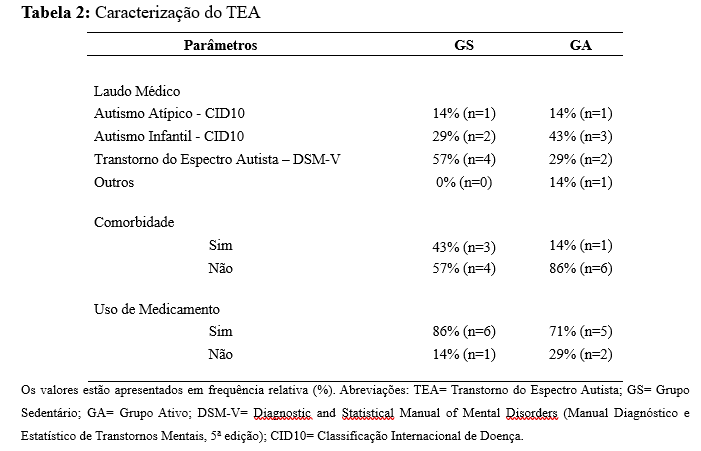 Tabela 2: Caracterização do TEA
Parâmetros GS GA
Laudo Médico
Autismo Atípico - CID10 14% (n=1) 14% (n=1)
Autismo Infantil - CID10 29% (n=2) 43% (n=3)
Transtorno do Espectro Autista – DSM-V 57% (n=4) 29% (n=2)
Outros 0% (n=0) 14% (n=1)
Comorbidade
Sim 43% (n=3) 14% (n=1)
Não 57% (n=4) 86% (n=6)
Uso de Medicamento
Sim 86% (n=6) 71% (n=5)
Não 14% (n=1) 29% (n=2)
Os valores estão apresentados em frequência relativa (%). Abreviações: TEA= Transtorno do Espectro Autista; GS= Grupo
Sedentário; GA= Grupo Ativo; DSM-V= Diagnostic and Statistical Manual of Mental Disorders (Manual Diagnóstico e
Estatístico de Transtornos Mentais, 5ª edição); CID10= Classificação Internacional de Doença.